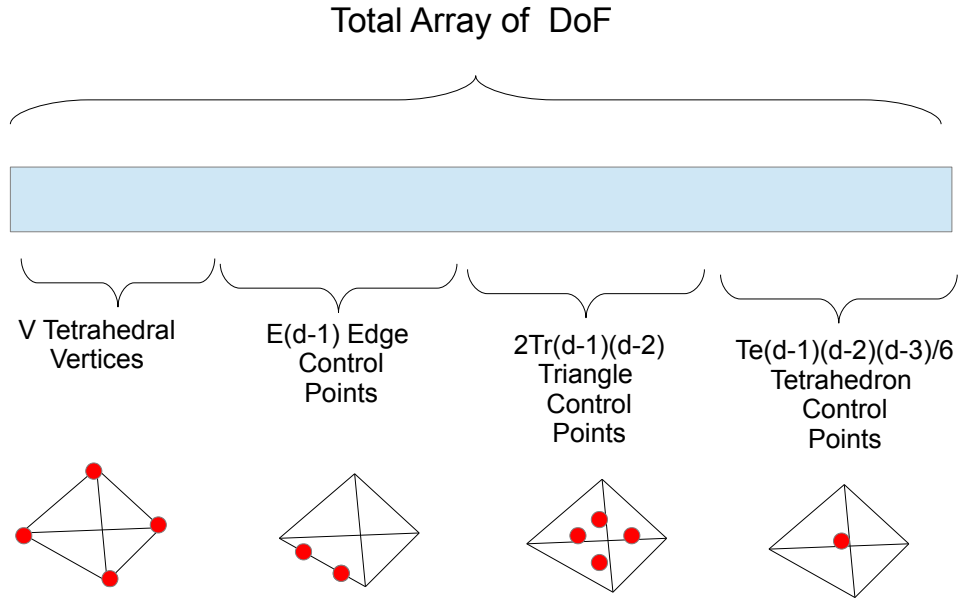 Total Array of DoF
V Tetrahedral
Vertices
E(d-1) Edge
Control
Points
2Tr(d-1)(d-2)
Triangle
Control
Points
Te(d-1)(d-2)(d-3)/6
Tetrahedron
Control
Points